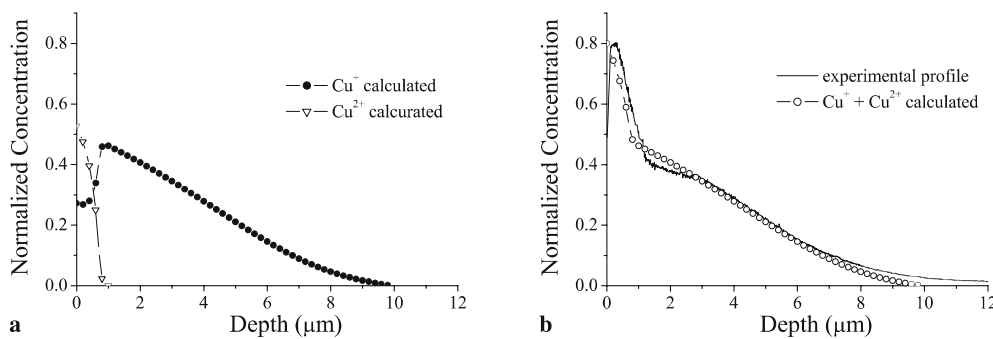 0.8
0.6
0.4
0.2
0.0
Normalized Concentration
Cu+ calculated
Cu2+ calcurated
0 2 4 6 8 10 12
Depth (μm)
a
0.8
0.6
0.4
0.2
0.0
Normalized Concentration
experimental profile
Cu+ + Cu2+ calculated
0 2 4 6 8 10 12
Depth (μm)
b